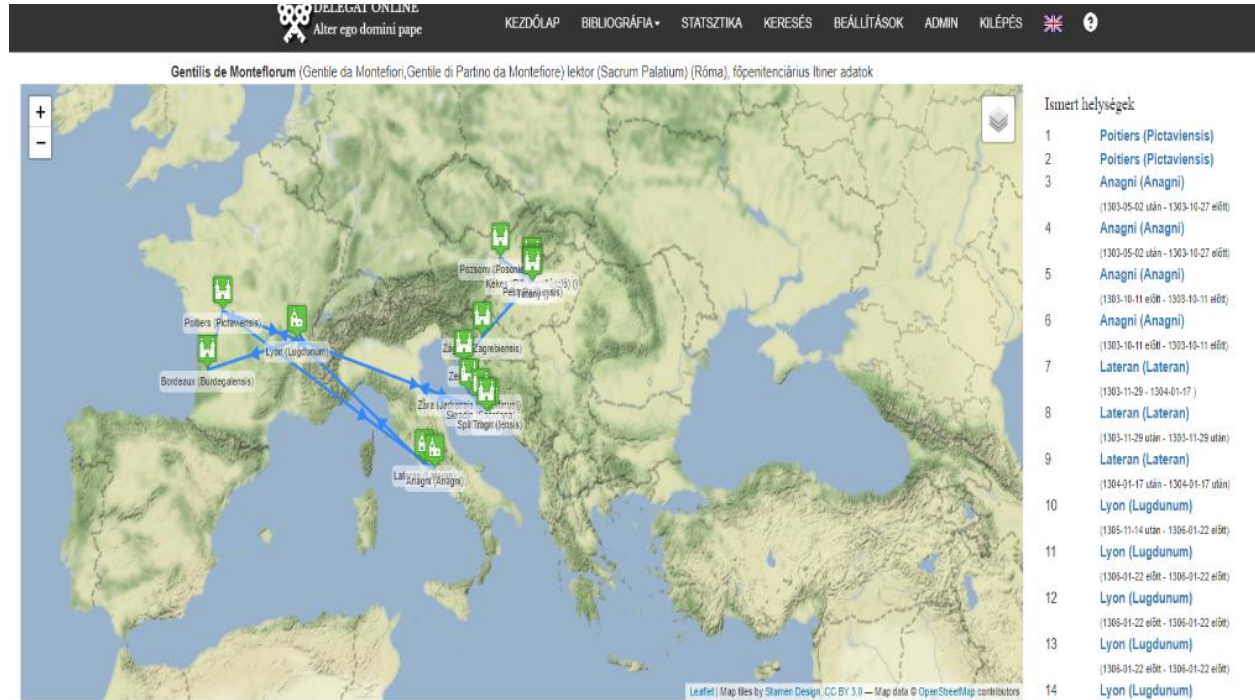 DELEGAT ONLINE
Alter ego domini pape
KEZDŐLAP BIBLIOGRÁFIA STATSZTIKA KERESÉS BEÁLLÍTÁSOK ADMIN KILÉPÉS
Gentilis de Monteflorum (Gentile da Montefiori,Gentile di Partino da Montefiore) lektor (Sacrum Palatium) (Róma), főpenitenciárius Itiner adatok
+
−
Pozsony (Posoni
Poitiers (Pictaviensis)
Zagrebiensis)
Lyon (Lugdunum)
Bordeaux (Burdegalensis)
Zára (Jadrensis
Anagni (Anagni)
Ismert helységek
1 Poitiers (Pictaviensis)
2 Poitiers (Pictaviensis)
3 Anagni (Anagni)
(1303-05-02 után - 1303-10-27 előtt)
4 Anagni (Anagni)
(1303-05-02 után - 1303-10-27 előtt)
5 Anagni (Anagni)
(1303-10-11 előtt - 1303-10-11 előtt)
6 Anagni (Anagni)
(1303-10-11 előtt - 1303-10-11 előtt)
7 Lateran (Lateran)
(1303-11-29 - 1304-01-17 )
8 Lateran (Lateran)
(1303-11-29 után - 1303-11-29 után)
9 Lateran (Lateran)
(1304-01-17 után - 1304-01-17 után)
10 Lyon (Lugdunum)
(1305-11-14 után - 1306-01-22 előtt)
11 Lyon (Lugdunum)
(1306-01-22 előtt - 1306-01-22 előtt)
12 Lyon (Lugdunum)
(1306-01-22 előtt - 1306-01-22 előtt)
13 Lyon (Lugdunum)
(1306-01-22 előtt - 1306-01-22 előtt)
14 Lyon (Lugdunum)
Leaflet | Map tiles by Stamen Design, CC BY 3.0 — Map data © OpenStreetMap contributors